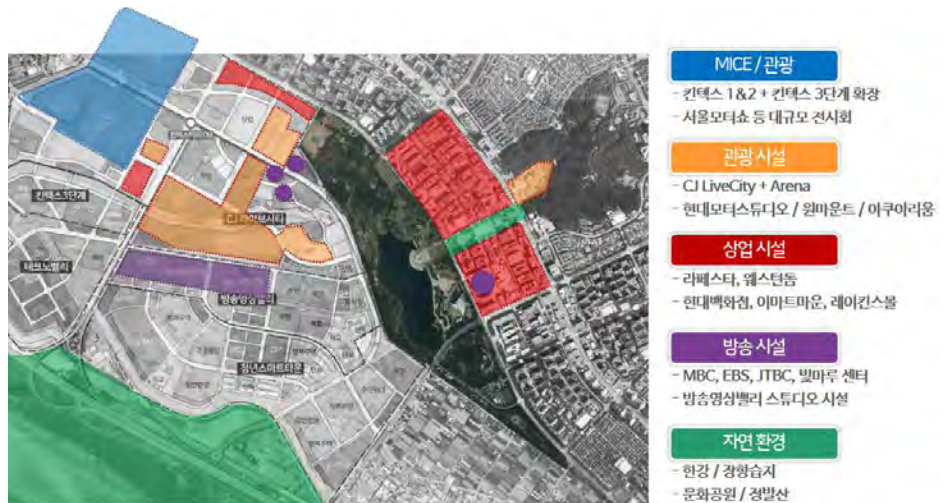 MICE / 관광
- 킨텍스 1&2 + 킨텍스 3단계 확장
- 서울모터쇼 등 대규모 전시회
관광 시설
- CJ LiveCity + Arena
- 현대모터스튜디오 / 원마운트 / 아쿠아리움
상업 시설
- 라페스타, 웨스턴돔
- 현대백화점, 이마트타운, 레이킨스몰
방송 시설
- MBC, EBS, JTBC, 빛마루 센터
- 방송영상밸리 스튜디오 시설
자연 환경
- 한강 / 장항습지
- 문화공원 / 정발산
킨텍스3단계
CJ 라이브시티
테크노밸리
방송영상밸리
청년스마트타운